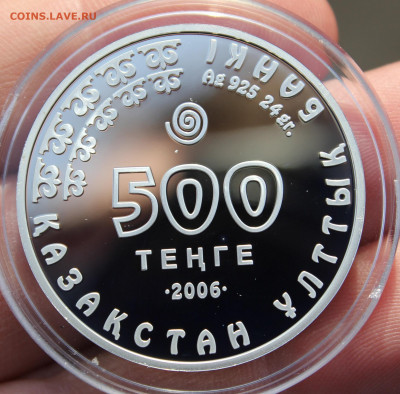 COINS.LAVE.RU
ҚАЗАҚСТАН ҰЛТТЫҚ БАНКІ
Ag 925 24 gr.
500
ТЕҢГЕ
·2006·